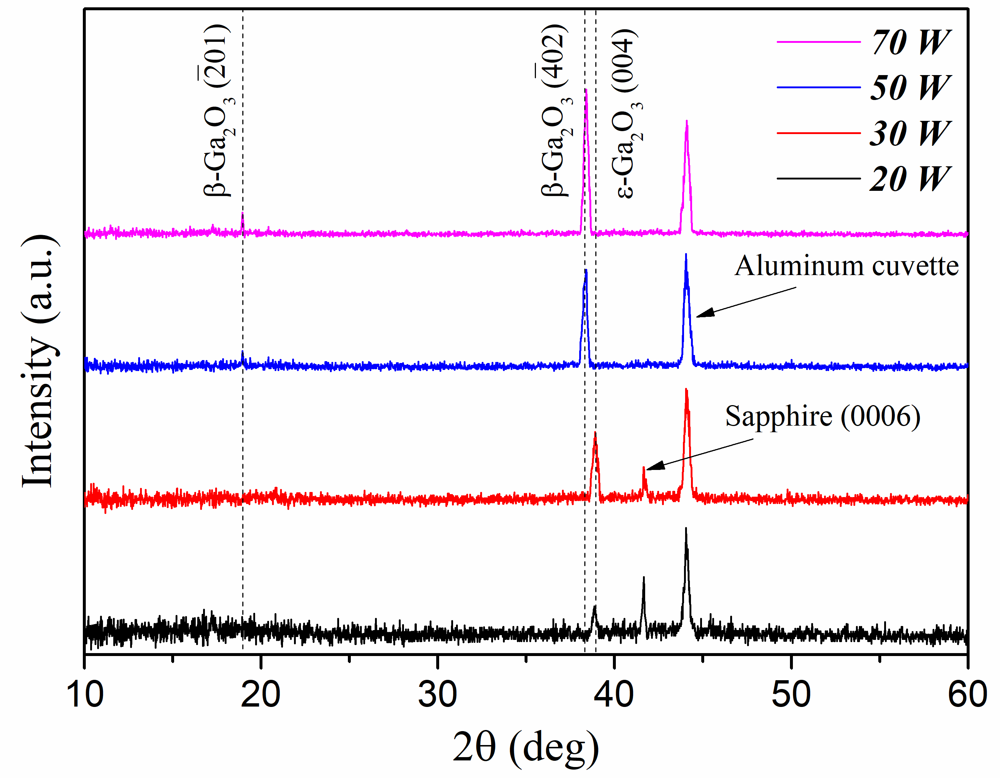 β-Ga₂O₃ (2̅01)
β-Ga₂O₃ (4̅02)
ε-Ga₂O₃ (004)
70 W
50 W
30 W
20 W
Aluminum cuvette
Sapphire (0006)
Intensity (a.u.)
10 20 30 40 50 60
2θ (deg)